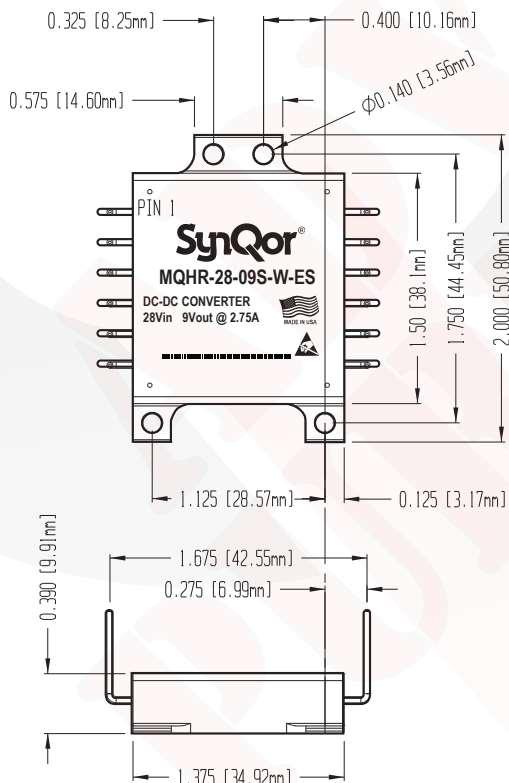 0.325 [8.25mm]
0.400 [10.16mm]
0.575 [14.60mm]
Ø0.140 [3.56mm]
PIN 1
SynQor®
MQHR-28-09S-W-ES
DC-DC CONVERTER
28Vin 9Vout @ 2.75A
MADE IN USA
1.50 [38.1mm]
1.750 [44.45mm]
2.000 [50.80mm]
1.125 [28.57mm]
0.125 [3.17mm]
1.675 [42.55mm]
0.275 [6.99mm]
0.390 [9.91mm]
1.375 [34.92mm]